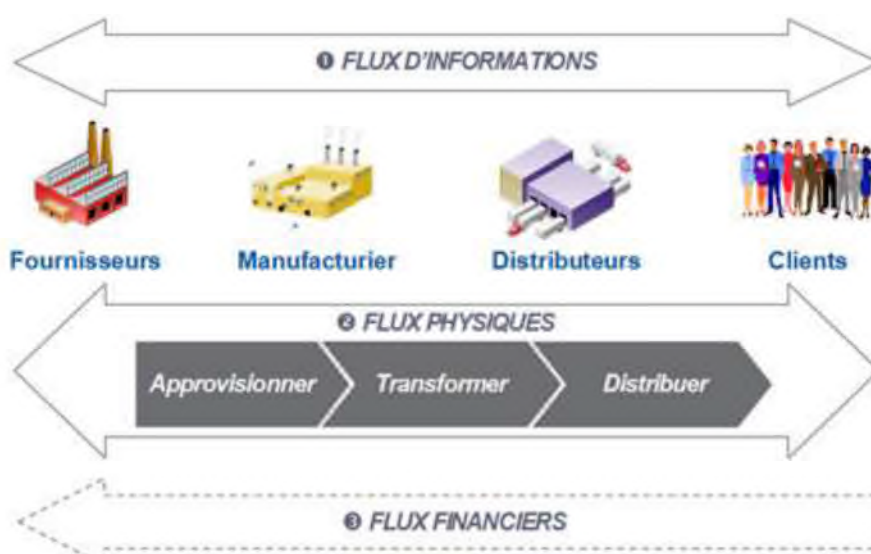 ❶ FLUX D'INFORMATIONS
Fournisseurs Manufacturier Distributeurs Clients
❷ FLUX PHYSIQUES
Approvisionner Transformer Distribuer
❸ FLUX FINANCIERS